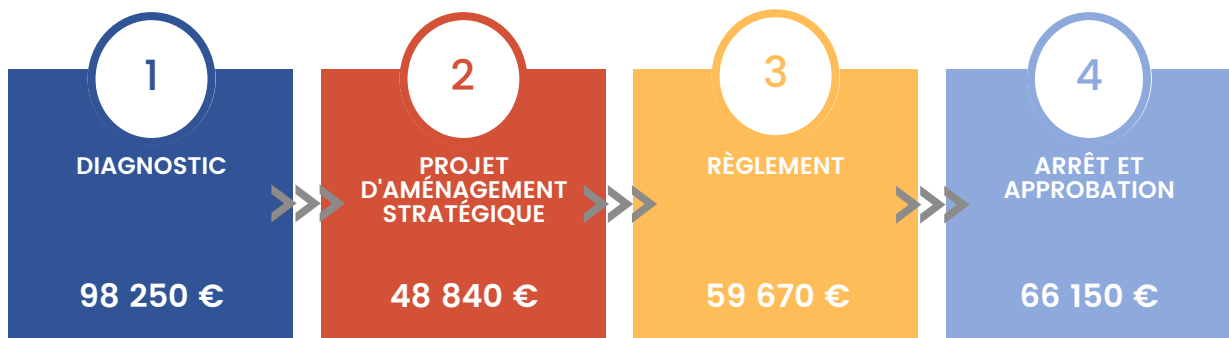 1
DIAGNOSTIC
98 250 €
2
PROJET
D'AMÉNAGEMENT
STRATÉGIQUE
48 840 €
3
RÈGLEMENT
59 670 €
4
ARRÊT ET
APPROBATION
66 150 €